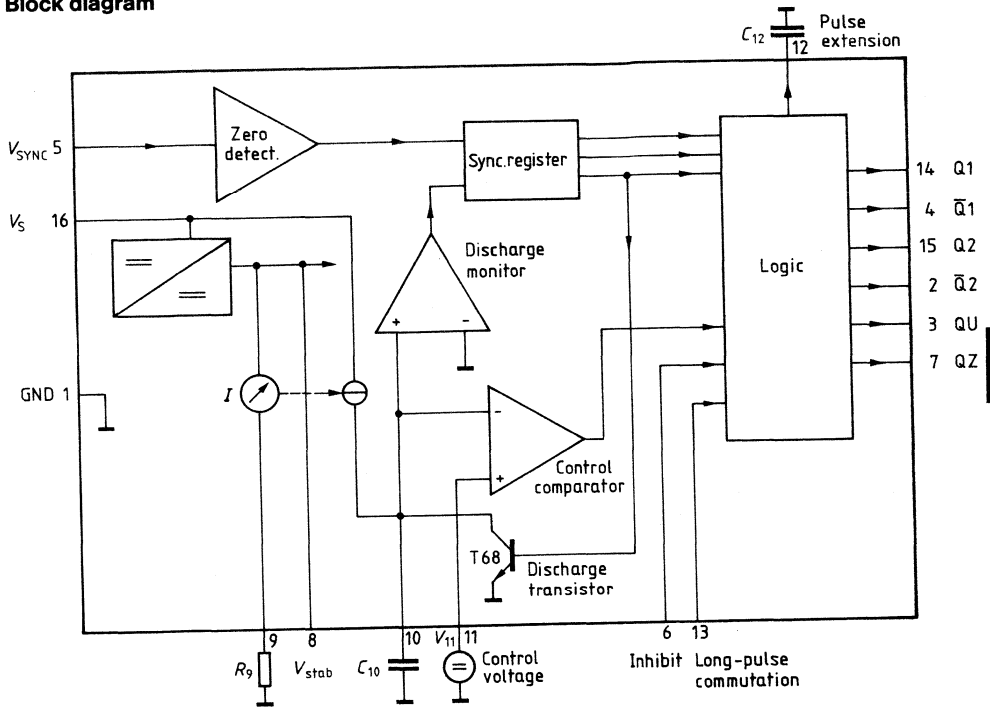 Block diagram
C12
12
Pulse
extension
VSYNC 5
Zero
detect.
Sync.register
VS 16
Discharge
monitor
+ -
Logic
14 Q1
4 Q̅1
15 Q2
2 Q̅2
3 QU
7 QZ
GND 1
I
-
+
Control
comparator
T68
Discharge
transistor
9
8
10
V11 11
6 13
R9
Vstab
C10
Control
voltage
Inhibit
Long-pulse
commutation